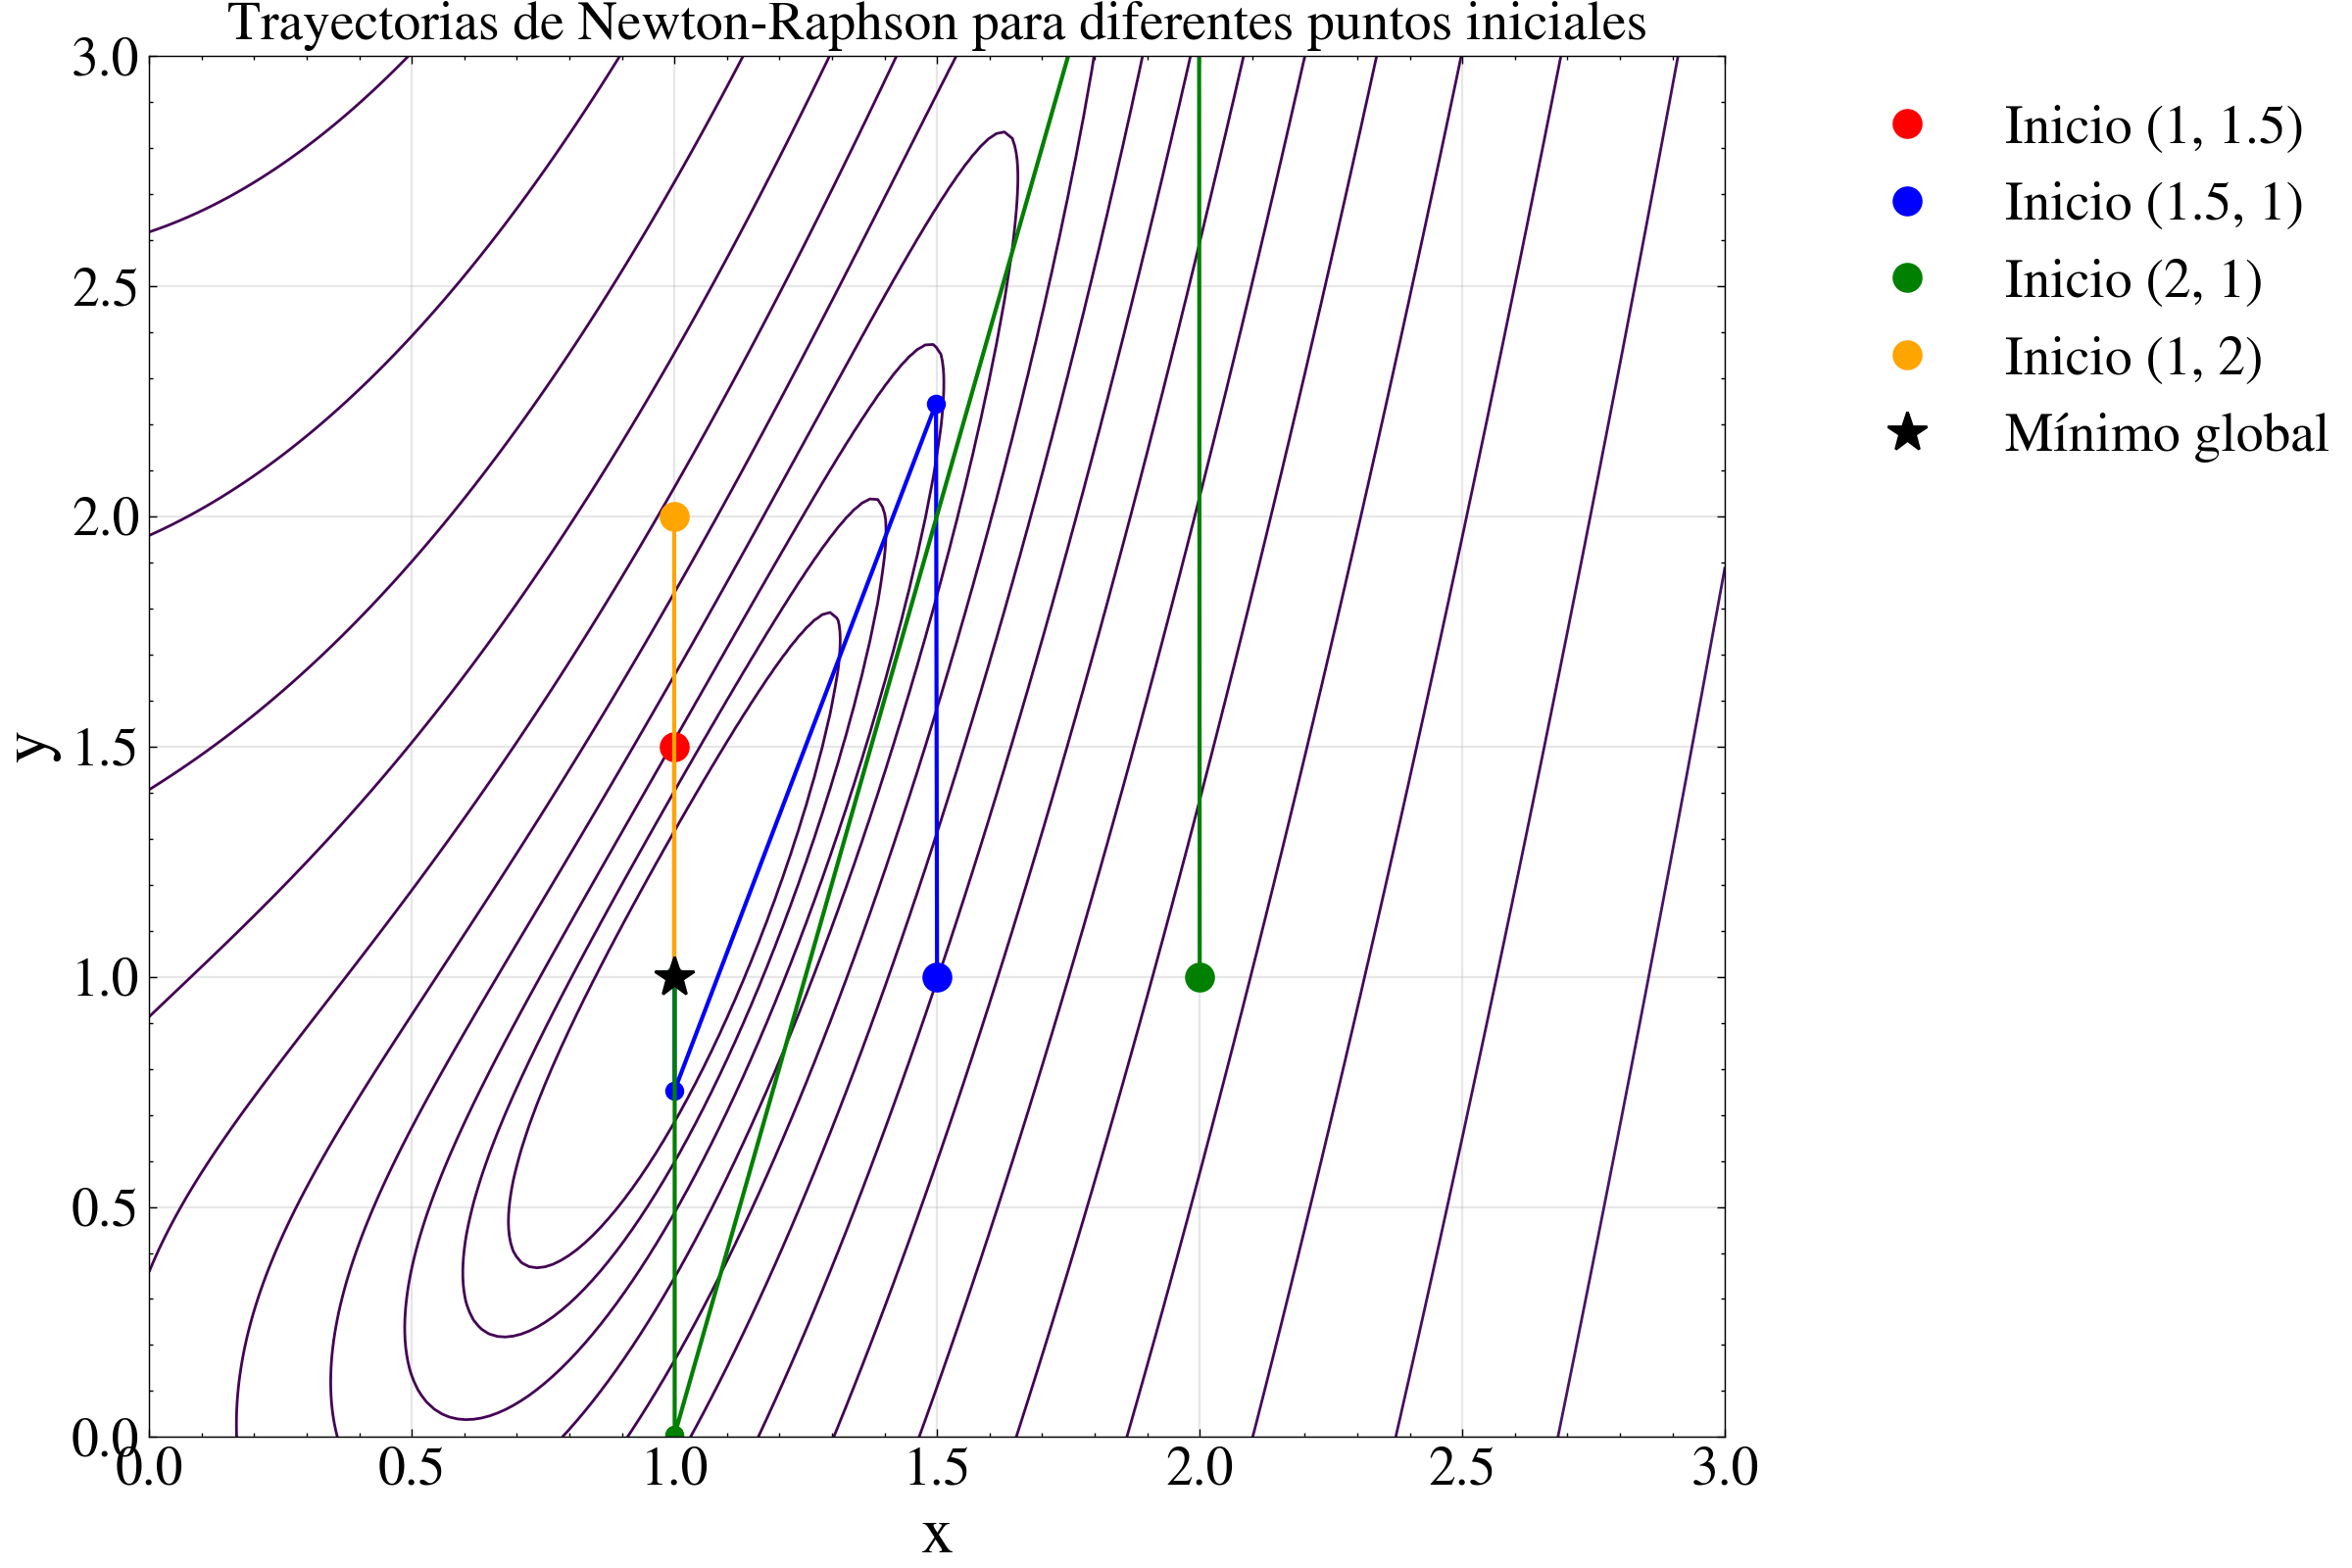 Trayectorias de Newton-Raphson para diferentes puntos iniciales
3.0
2.5
2.0
1.5
1.0
0.5
0.0
y
0.0 0.5 1.0 1.5 2.0 2.5 3.0
x
Inicio (1, 1.5)
Inicio (1.5, 1)
Inicio (2, 1)
Inicio (1, 2)
Mínimo global